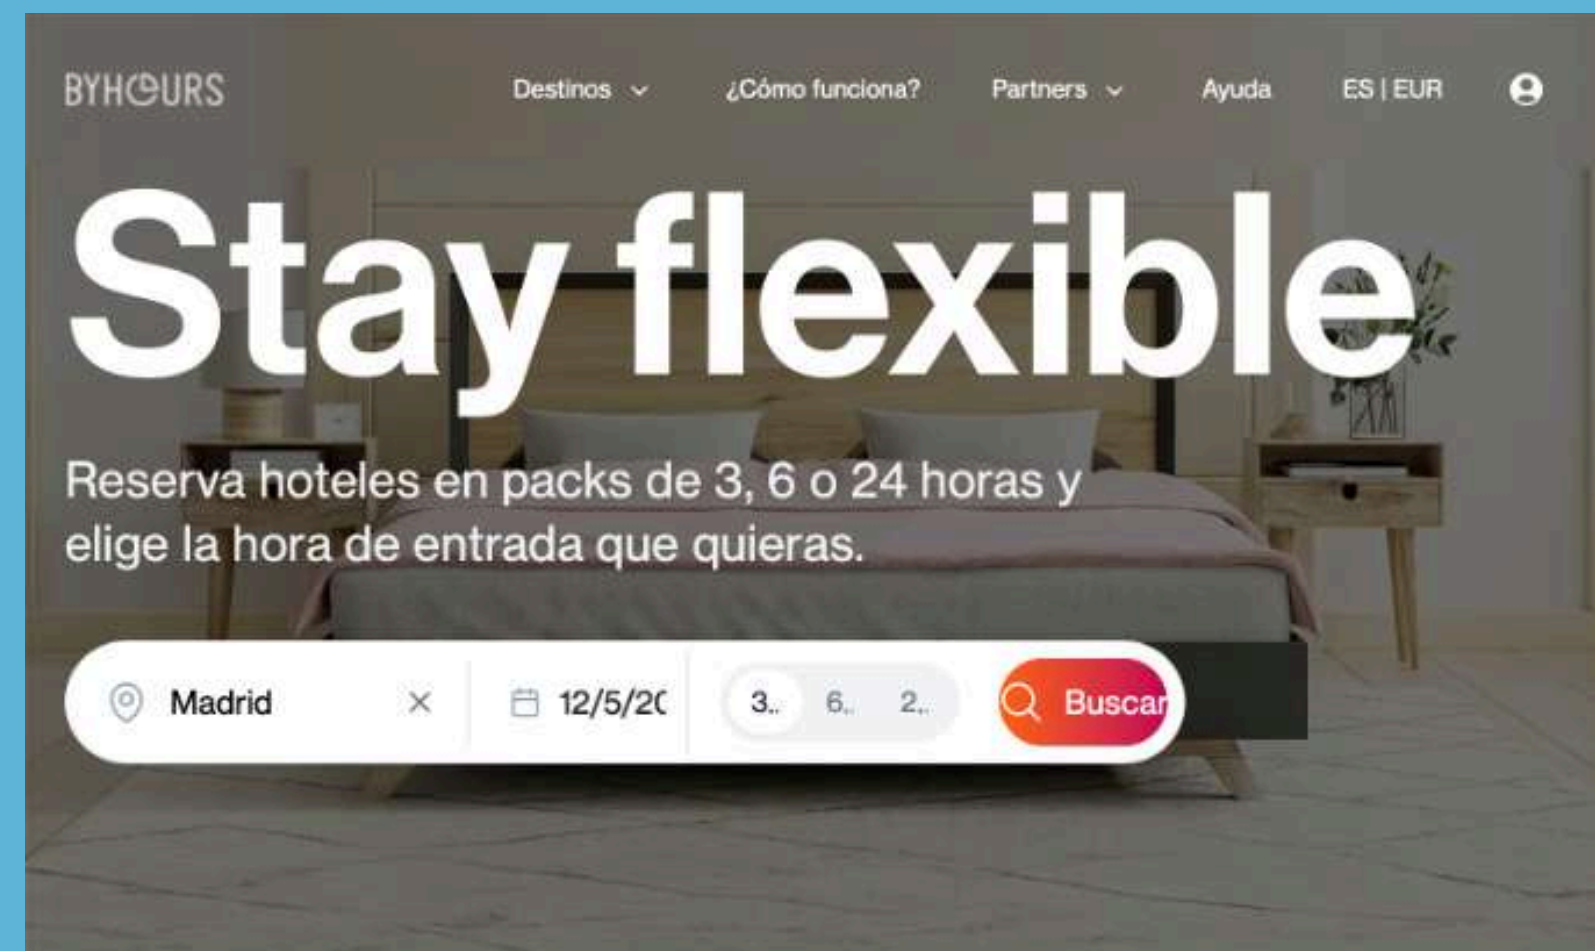 BYHOURS
Destinos
¿Cómo funciona?
Partners
Ayuda
ES | EUR
Stay flexible
Reserva hoteles en packs de 3, 6 o 24 horas y
elige la hora de entrada que quieras.
Madrid
12/5/20
3..
6..
2..
Buscar